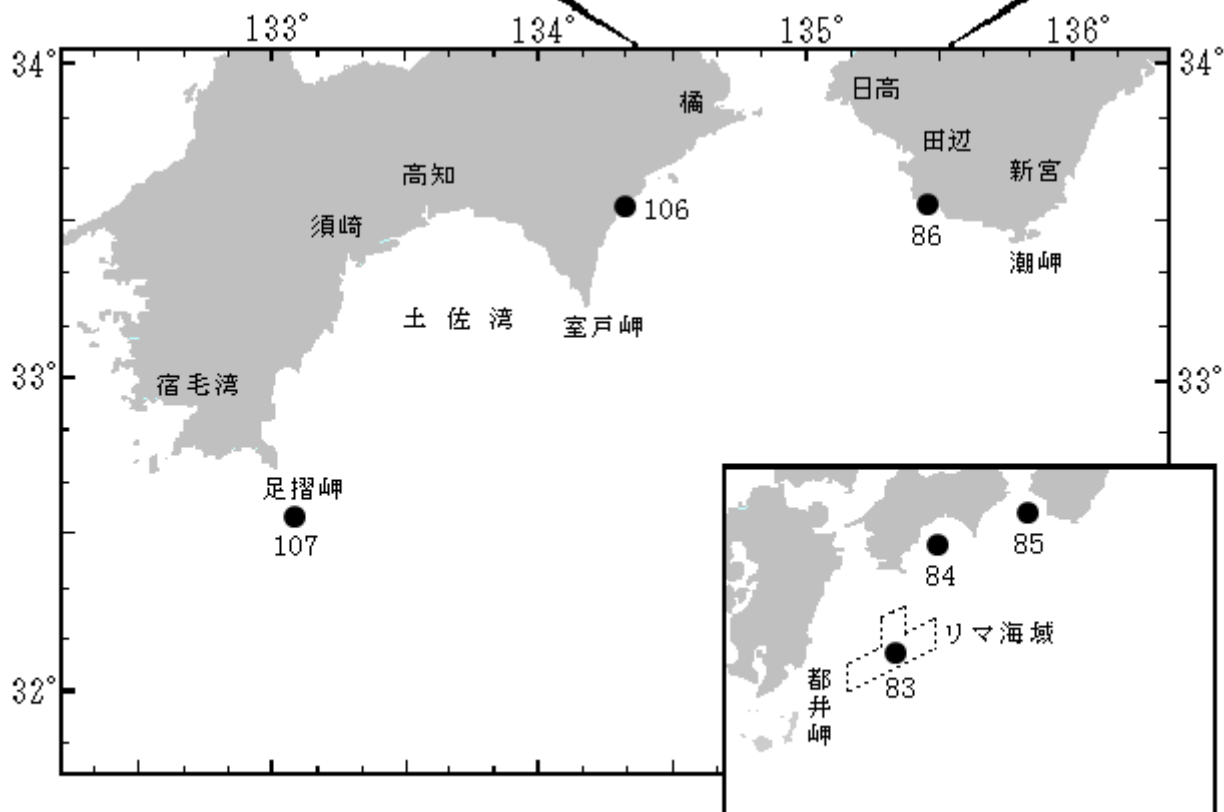 133°
134°
135°
136°
34°
34°
橘
日高
田辺
高知
新宮
須崎
106
86
潮岬
土佐湾
室戸岬
33°
33°
宿毛湾
足摺岬
107
85
84
リマ海域
83
都井岬
32°